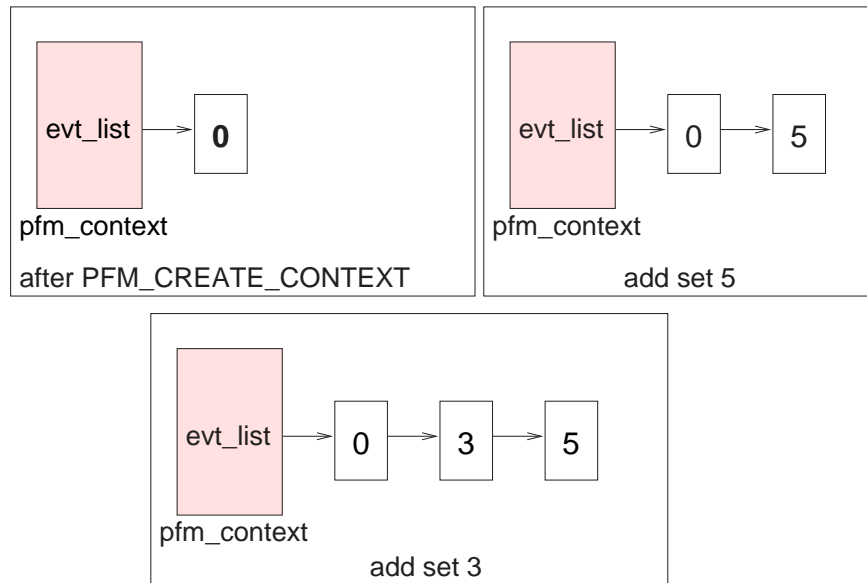 evt_list
0
pfm_context
after PFM_CREATE_CONTEXT
evt_list
0
5
pfm_context
add set 5
evt_list
0
3
5
pfm_context
add set 3